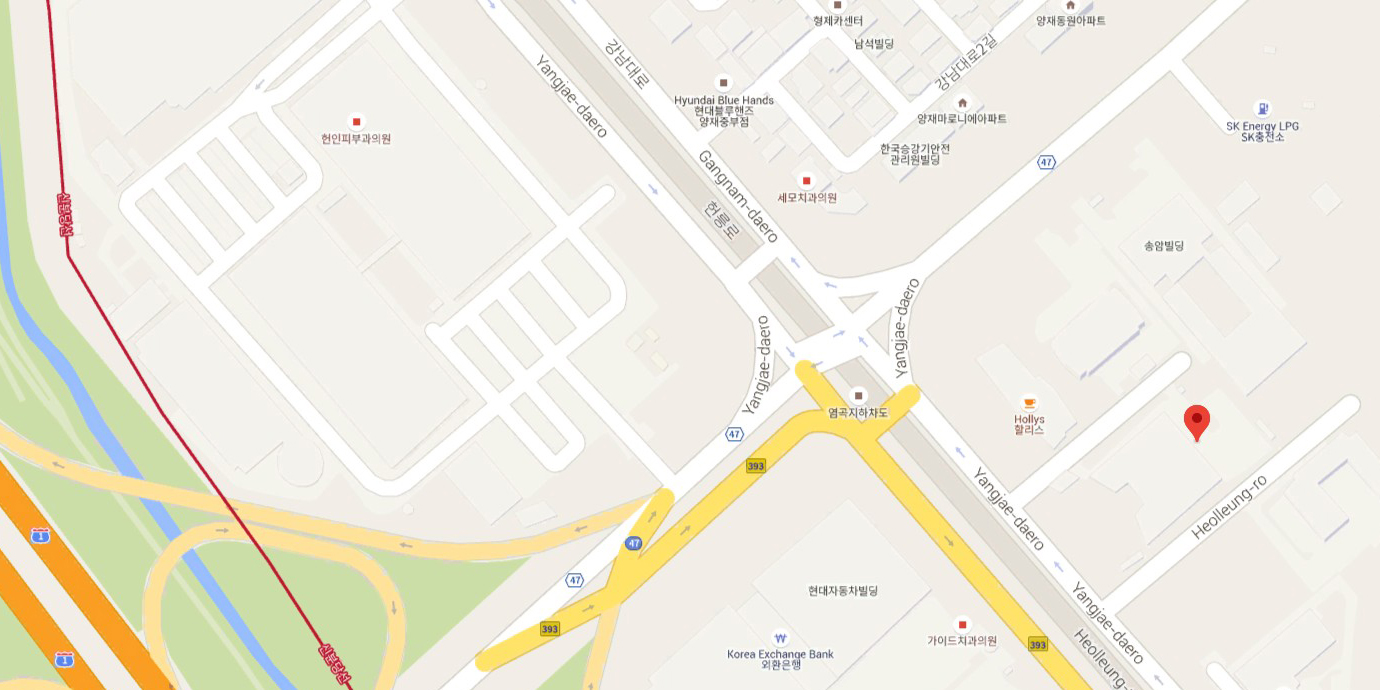 형제카센터
양재동원아파트
남석빌딩
강남대로
강남대로2길
Yangjae-daero
Hyundai Blue Hands
현대블루핸즈
양재중부점
양재마로니에아파트
SK Energy LPG
SK충전소
헌인피부과의원
한국승강기안전
관리원빌딩
47
Gangnam-daero
세모치과의원
헌릉로
신분당선
송암빌딩
Yangjae-daero
Yangjae-daero
염곡지하차도
Hollys
할리스
47
393
Yangjae-daero
Heolleung-ro
1
47
47
현대자동차빌딩
Yangjae-daero
393
가이드치과의원
393
Korea Exchange Bank
외환은행
Heolleung-
1
신분당선